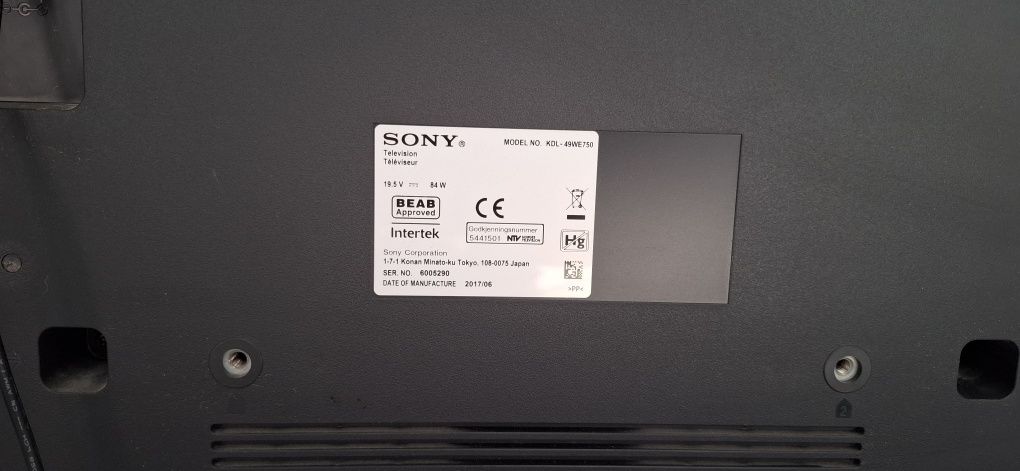 SONY®
MODEL NO. KDL-49WE750
Television
Téléviseur
19.5 V ⎓ 84 W
BEAB
Approved
CE
Intertek
Godkjenningsnummer
5441501 NTV
Hg
Sony Corporation
1-7-1 Konan Minato-ku Tokyo, 108-0075 Japan
SER. NO. 6005290
DATE OF MANUFACTURE 2017/06
>PP<
2